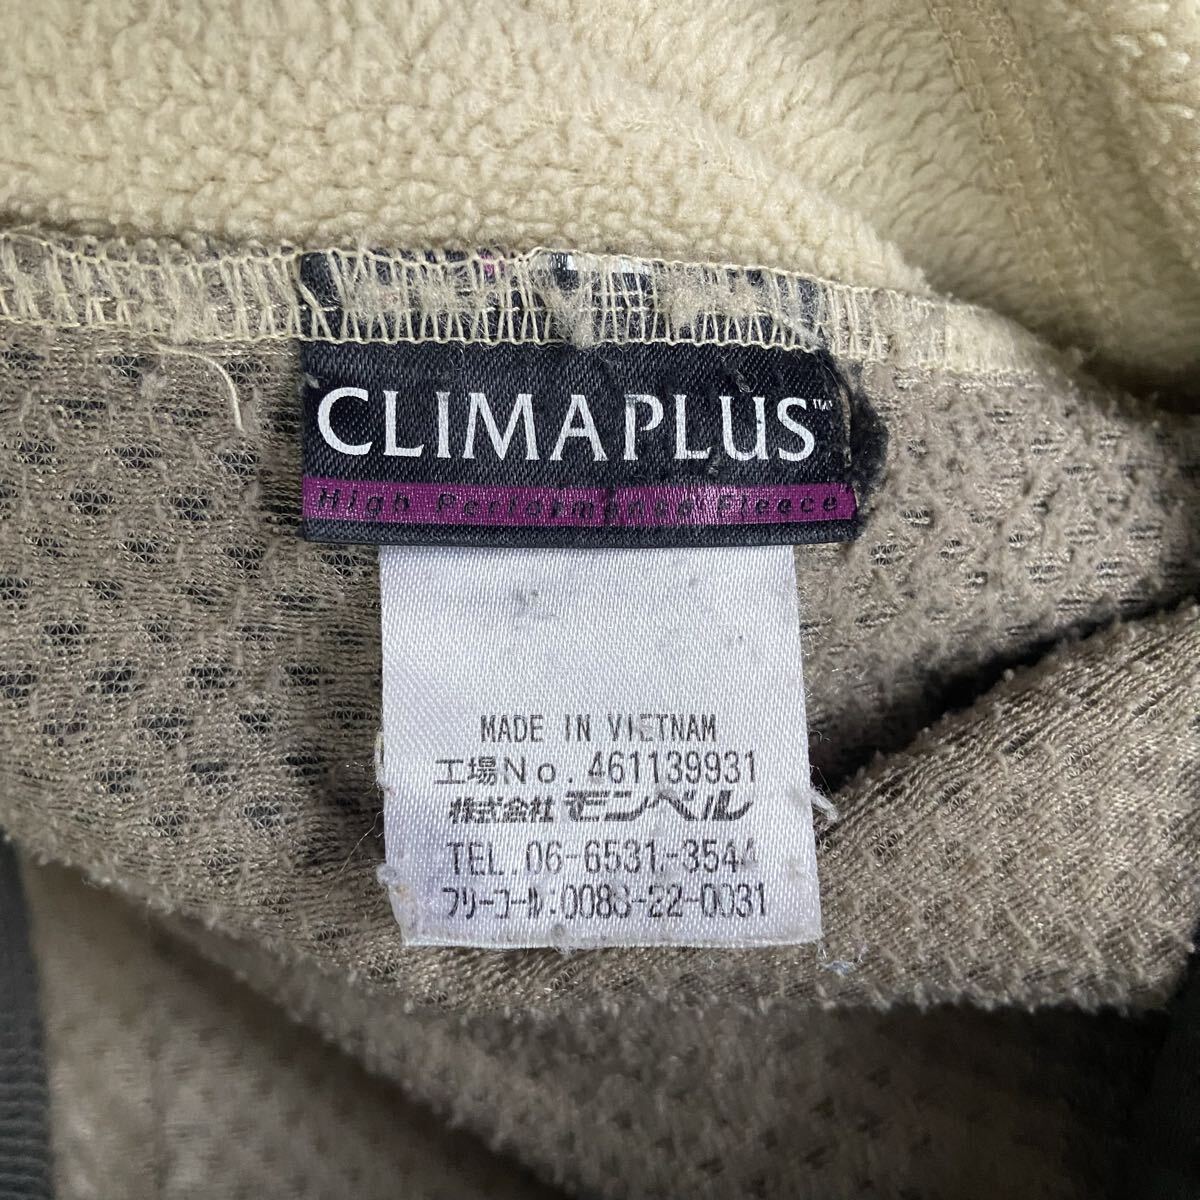 CLIMAPLUS™
High Performance Fleece
MADE IN VIETNAM
工場No. 461139931
株式会社 モンベル
TEL. 06-6531-3544
フリーコール:0088-22-0031